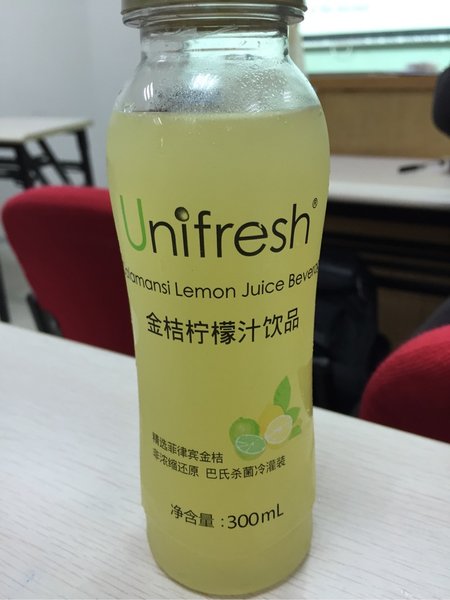 Unifresh®
alamansi Lemon Juice Bevera
金桔柠檬汁饮品
精选菲律宾金桔
非浓缩还原 巴氏杀菌冷灌装
净含量:300mL